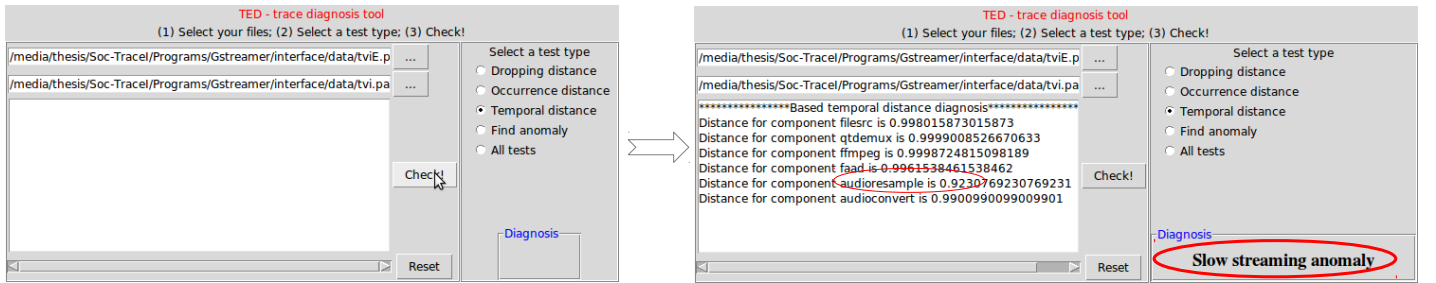 TED - trace diagnosis tool
(1) Select your files; (2) Select a test type; (3) Check!
/media/thesis/Soc-TraceI/Programs/Gstreamer/interface/data/tviE.p
...
/media/thesis/Soc-TraceI/Programs/Gstreamer/interface/data/tvi.pa
...
Check!
Reset
Select a test type
Dropping distance
Occurrence distance
Temporal distance
Find anomaly
All tests
Diagnosis
TED - trace diagnosis tool
(1) Select your files; (2) Select a test type; (3) Check!
/media/thesis/Soc-TraceI/Programs/Gstreamer/interface/data/tviE.p
...
/media/thesis/Soc-TraceI/Programs/Gstreamer/interface/data/tvi.pa
...
****************Based temporal distance diagnosis****************
Distance for component filesrc is 0.998015873015873
Distance for component qtdemux is 0.9999008526670633
Distance for component ffmpeg is 0.9998724815098189
Distance for component faad is 0.9961538461538462
Distance for component audioresample is 0.9230769230769231
Distance for component audioconvert is 0.9900990099009901
Check!
Reset
Select a test type
Dropping distance
Occurrence distance
Temporal distance
Find anomaly
All tests
Diagnosis
Slow streaming anomaly